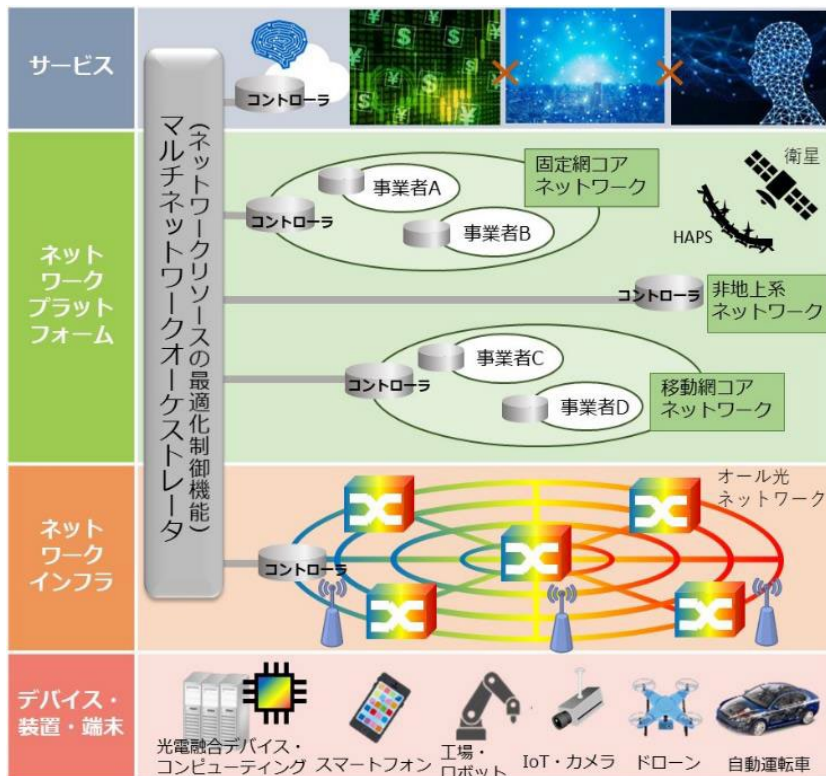 サービス
コントローラ
マルチネットワークオーケストレータ
(ネットワークリソースの最適化制御機能)
ネット
ワーク
プラット
フォーム
コントローラ
事業者A
事業者B
固定網コア
ネットワーク
衛星
HAPS
コントローラ
非地上系
ネットワーク
コントローラ
事業者C
事業者D
移動網コア
ネットワーク
ネット
ワーク
インフラ
コントローラ
オール光
ネットワーク
デバイス・
装置・端末
光電融合デバイス・
コンピューティング
スマートフォン
工場・
ロボット
IoT・カメラ
ドローン
自動運転車